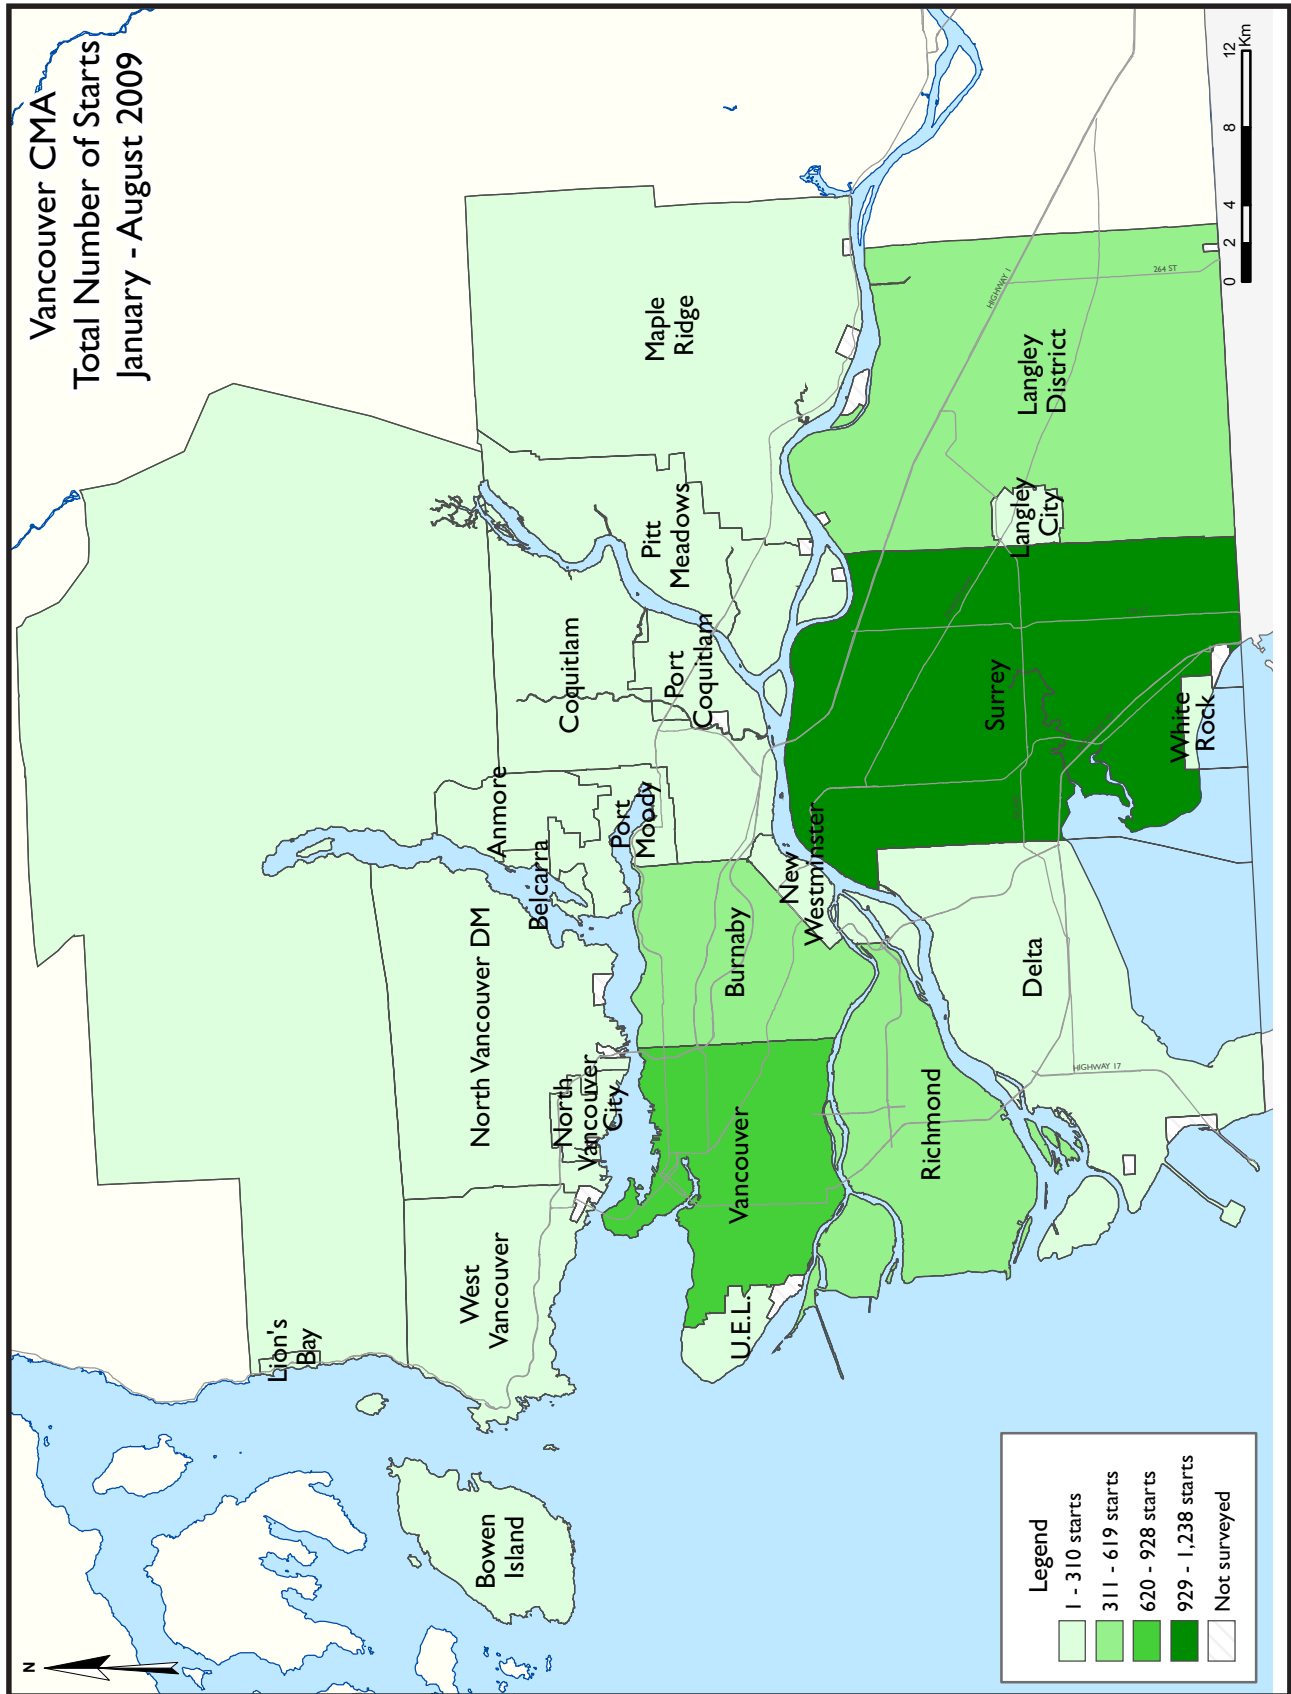 Vancouver CMA
Total Number of Starts
January - August 2009
N
Lion's
Bay
Bowen
Island
West
Vancouver
North Vancouver DM
North
Vancouver
City
Belcarra
Anmore
Port
Moody
Coquitlam
Port
Coquitlam
Pitt
Meadows
Maple
Ridge
U.E.L.
Vancouver
Burnaby
New
Westminster
Richmond
Delta
Surrey
White
Rock
Langley
City
Langley
District
HIGHWAY 1
264 ST
HIGHWAY 17
Legend
1 - 310 starts
311 - 619 starts
620 - 928 starts
929 - 1,238 starts
Not surveyed
0 2 4 8 12
Km